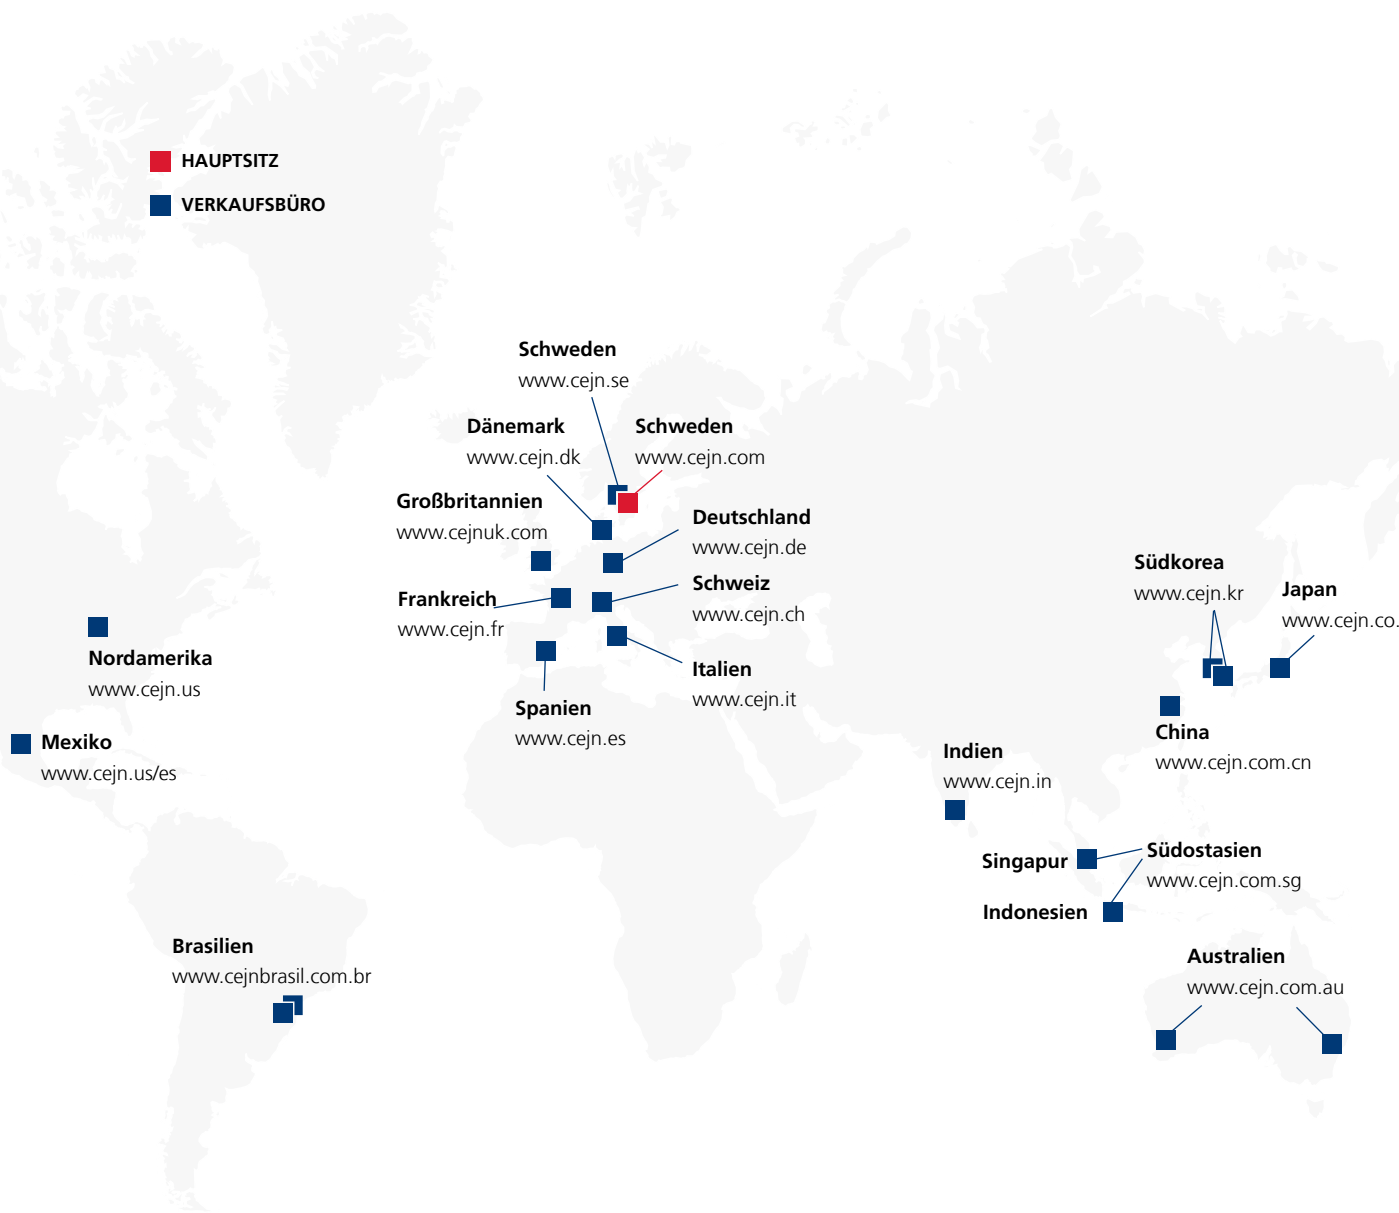 HAUPTSITZ
VERKAUFSBÜRO
Schweden
www.cejn.se
Dänemark
www.cejn.dk
Schweden
www.cejn.com
Großbritannien
www.cejnuk.com
Deutschland
www.cejn.de
Frankreich
www.cejn.fr
Schweiz
www.cejn.ch
Italien
www.cejn.it
Spanien
www.cejn.es
Nordamerika
www.cejn.us
Mexiko
www.cejn.us/es
Brasilien
www.cejnbrasil.com.br
Südkorea
www.cejn.kr
Japan
www.cejn.co.
China
www.cejn.com.cn
Indien
www.cejn.in
Singapur
Südostasien
www.cejn.com.sg
Indonesien
Australien
www.cejn.com.au